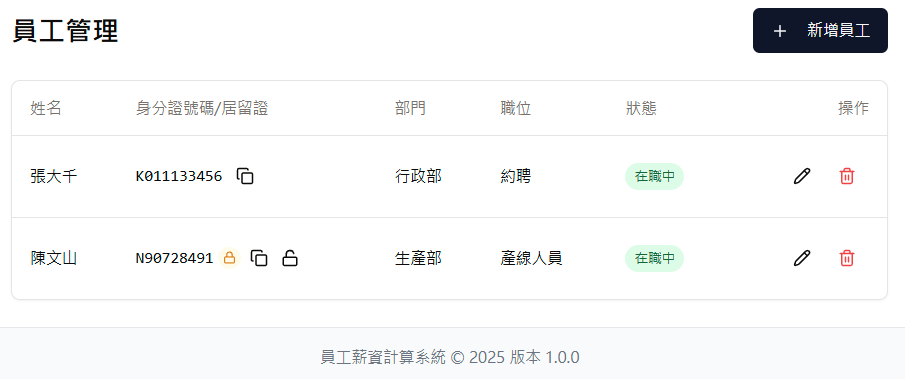 員工管理
+ 新增員工
姓名 身分證號碼/居留證 部門 職位 狀態 操作
張大千 K011133456 行政部 約聘 在職中
陳文山 N90728491 生產部 產線人員 在職中
員工薪資計算系統 © 2025 版本 1.0.0